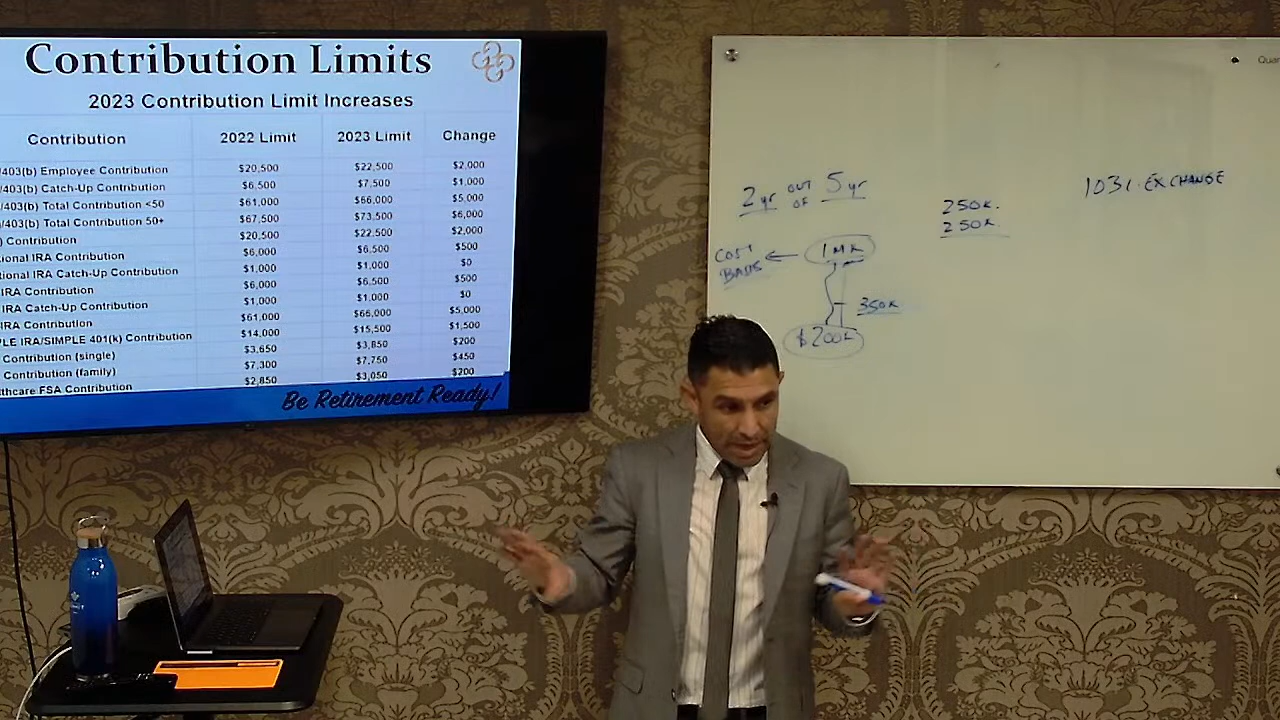 Contribution Limits
2023 Contribution Limit Increases
Contribution 2022 Limit 2023 Limit Change
/403(b) Employee Contribution $20,500 $22,500 $2,000
/403(b) Catch-Up Contribution $6,500 $7,500 $1,000
/403(b) Total Contribution <50 $61,000 $66,000 $5,000
/403(b) Total Contribution 50+ $67,500 $73,500 $6,000
) Contribution $20,500 $22,500 $2,000
ional IRA Contribution $6,000 $6,500 $500
tional IRA Catch-Up Contribution $1,000 $1,000 $0
IRA Contribution $6,000 $6,500 $500
IRA Catch-Up Contribution $1,000 $1,000 $0
IRA Contribution $61,000 $66,000 $5,000
PLE IRA/SIMPLE 401(k) Contribution $14,000 $15,500 $1,500
Contribution (single) $3,650 $3,850 $200
Contribution (family) $7,300 $7,750 $450
lthcare FSA Contribution $2,850 $3,050 $200
Be Retirement Ready!
2 yr OUT OF 5 yr
COST BASIS
350K
$200K
250K.
250K.
1031. EXCHANGE